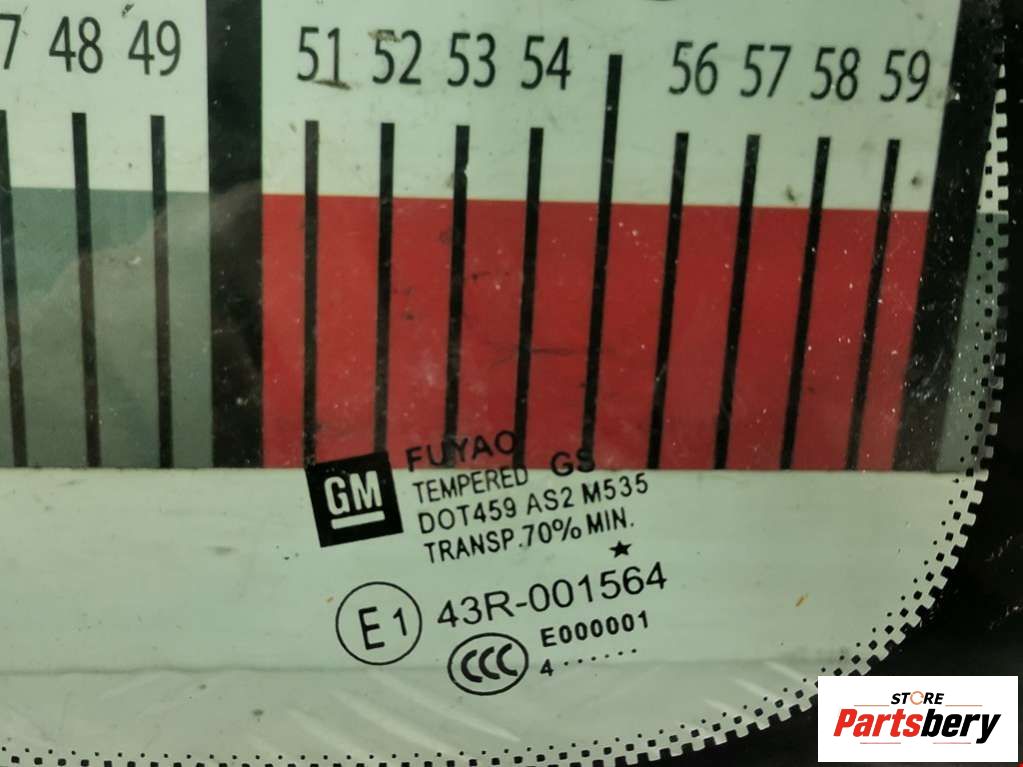 7 48 49 51 52 53 54 56 57 58 59
GM
FUYAO GS
TEMPERED
DOT459 AS2 M535
TRANSP.70% MIN.
★
E1 43R-001564
CCC E000001
4······
STORE
Partsbery